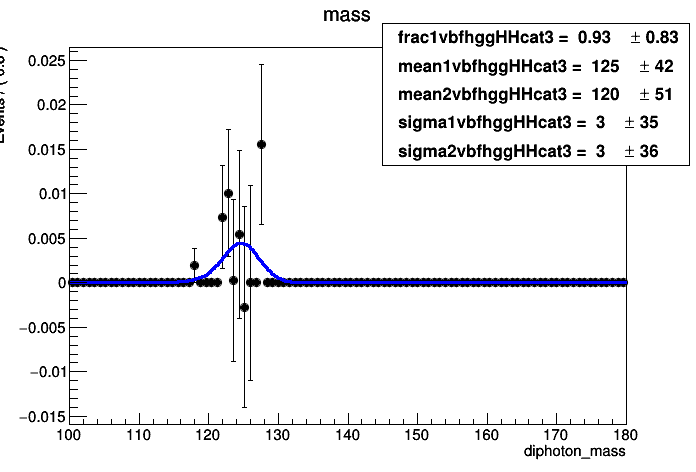 mass
frac1vbfhggHHcat3 = 0.93 ± 0.83
mean1vbfhggHHcat3 = 125 ± 42
mean2vbfhggHHcat3 = 120 ± 51
sigma1vbfhggHHcat3 = 3 ± 35
sigma2vbfhggHHcat3 = 3 ± 36
0.025
0.02
0.015
0.01
0.005
0
−0.005
−0.01
−0.015
100 110 120 130 140 150 160 170 180
diphoton_mass